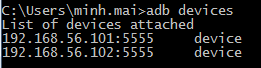 C:\Users\minh.mai>adb devices
List of devices attached
192.168.56.101:5555     device
192.168.56.102:5555     device